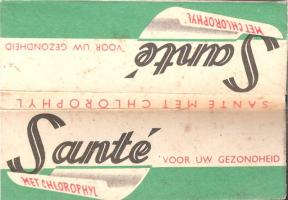 MET CHLOROPHYL
VOOR UW GEZONDHEID
Santé
SANTÉ MET CHLOROPHYL
Santé
VOOR UW GEZONDHEID
MET CHLOROPHYL